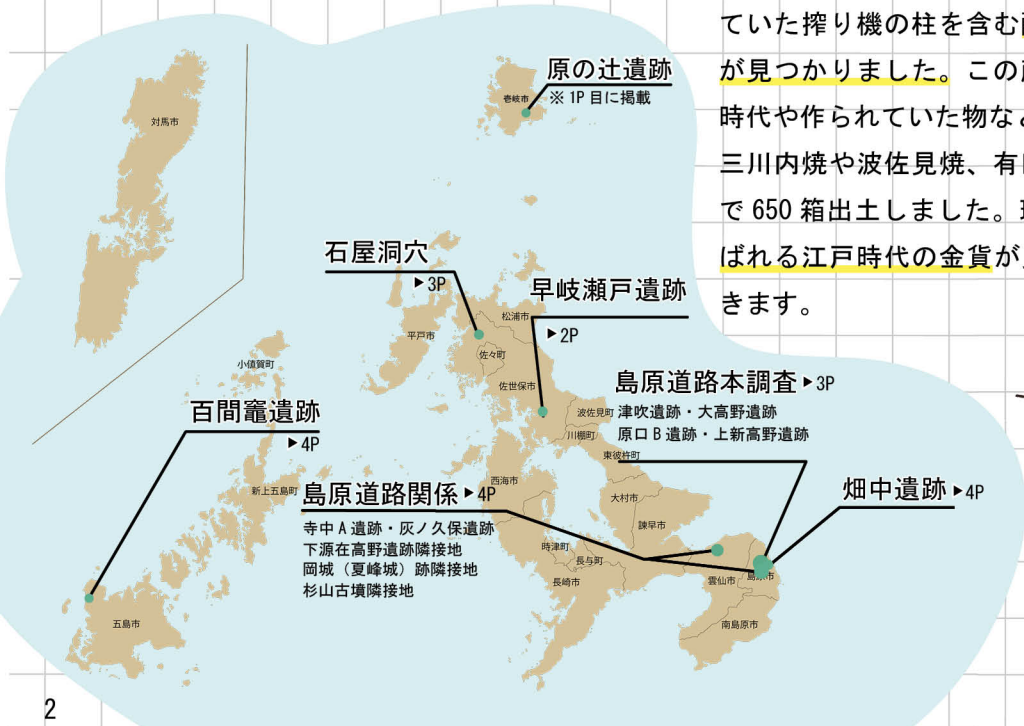 ていた搾り機の柱を含む
が見つかりました。この
時代や作られていた物など
三川内焼や波佐見焼、有
で 650 箱出土しました。
ばれる江戸時代の金貨が
きます。
原の辻遺跡
※ 1P 目に掲載
壱岐市
対馬市
石屋洞穴
▶ 3P
早岐瀬戸遺跡
▶ 2P
松浦市
平戸市
佐々町
小値賀町
佐世保市
島原道路本調査 ▶ 3P
津吹遺跡・大高野遺跡
原口 B 遺跡・上新高野遺跡
波佐見町
川棚町
東彼杵町
百間竈遺跡
▶ 4P
新上五島町
西海市
島原道路関係 ▶ 4P
寺中 A 遺跡・灰ノ久保遺跡
下源在高野遺跡隣接地
岡城（夏峰城）跡隣接地
杉山古墳隣接地
大村市
諫早市
畑中遺跡 ▶ 4P
時津町
長与町
長崎市
雲仙市
島原市
南島原市
五島市
2